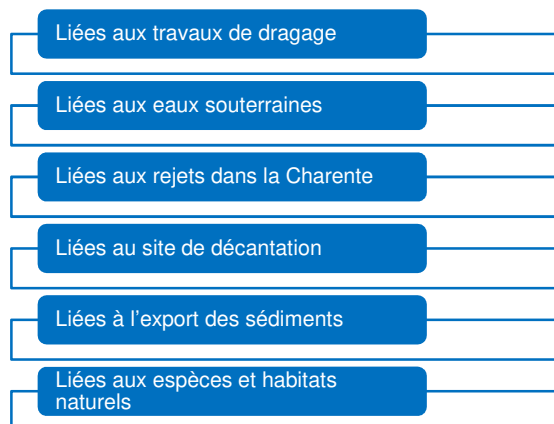 Liées aux travaux de dragage
Liées aux eaux souterraines
Liées aux rejets dans la Charente
Liées au site de décantation
Liées à l'export des sédiments
Liées aux espèces et habitats
naturels